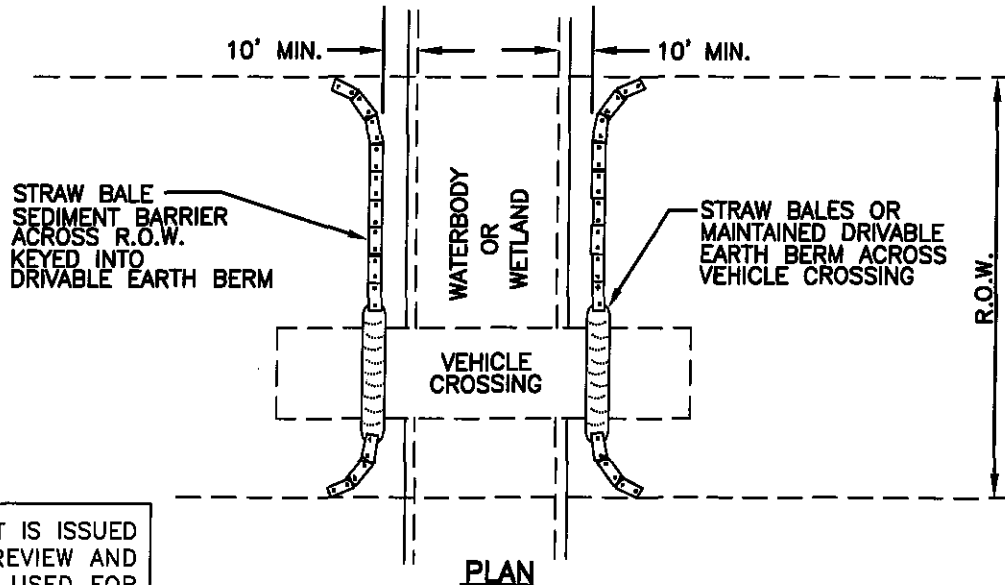 10' MIN.
10' MIN.
STRAW BALE
SEDIMENT BARRIER
ACROSS R.O.W.
KEYED INTO
DRIVABLE EARTH BERM
WATERBODY
OR
WETLAND
STRAW BALES OR
MAINTAINED DRIVABLE
EARTH BERM ACROSS
VEHICLE CROSSING
R.O.W.
VEHICLE
CROSSING
T IS ISSUED
REVIEW AND
USED FOR
PLAN